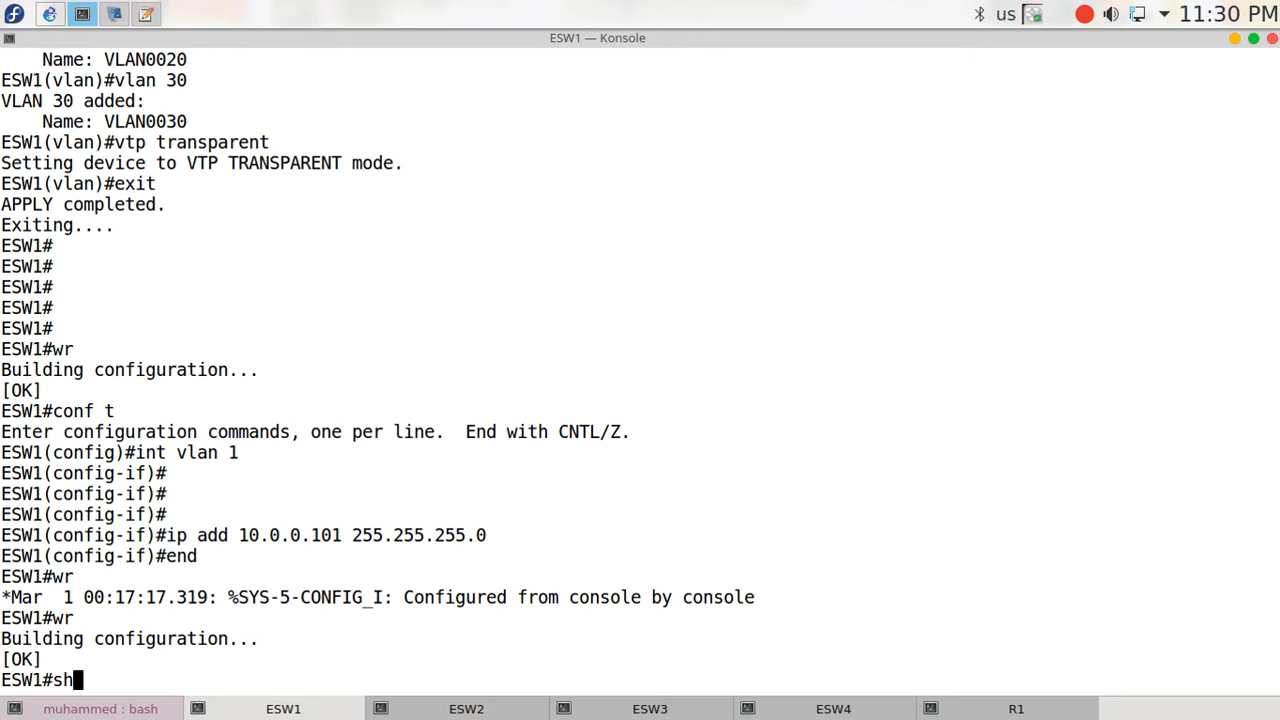 us
11:30 PM
ESW1 — Konsole
Name: VLAN0020
ESW1(vlan)#vlan 30
VLAN 30 added:
Name: VLAN0030
ESW1(vlan)#vtp transparent
Setting device to VTP TRANSPARENT mode.
ESW1(vlan)#exit
APPLY completed.
Exiting....
ESW1#
ESW1#
ESW1#
ESW1#
ESW1#
ESW1#wr
Building configuration...
[OK]
ESW1#conf t
Enter configuration commands, one per line.  End with CNTL/Z.
ESW1(config)#int vlan 1
ESW1(config-if)#
ESW1(config-if)#
ESW1(config-if)#
ESW1(config-if)#ip add 10.0.0.101 255.255.255.0
ESW1(config-if)#end
ESW1#wr
*Mar  1 00:17:17.319: %SYS-5-CONFIG_I: Configured from console by console
ESW1#wr
Building configuration...
[OK]
ESW1#sh
muhammed : bash
ESW1
ESW2
ESW3
ESW4
R1